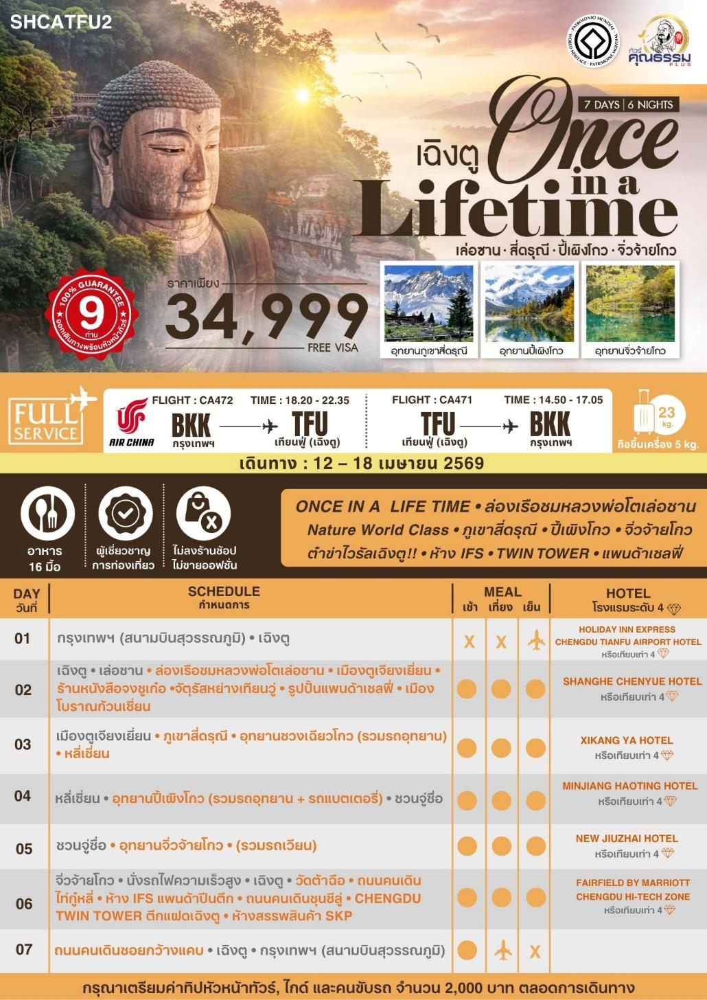 SHCATFU2
WORLD HERITAGE · PATRIMOINE MONDIAL · PATRIMONIO MUNDIAL
ทัวร์
คุณธรรม
PLUS
7 DAYS | 6 NIGHTS
เฉิงตู Once
in a
Lifetime
เล่อซาน · สี่ดรุณี · ปี้เผิงโกว · จิ่วจ้ายโกว
100% GUARANTEE
9
ท่าน
ออกเดินทางพร้อมหัวหน้าทัวร์
ราคาเพียง
34,999
FREE VISA
อุทยานภูเขาสี่ดรุณี
อุทยานปี้เผิงโกว
อุทยานจิ่วจ้ายโกว
FULL
SERVICE
AIR CHINA
FLIGHT : CA472 TIME : 18.20 - 22.35
BKK TFU
กรุงเทพฯ เทียนฟู่ (เฉิงตู)
FLIGHT : CA471 TIME : 14.50 - 17.05
TFU BKK
เทียนฟู่ (เฉิงตู) กรุงเทพฯ
23
kg.
ถือขึ้นเครื่อง 5 kg.
เดินทาง : 12 – 18 เมษายน 2569
อาหาร
16 มื้อ
ผู้เชี่ยวชาญ
การท่องเที่ยว
X
ไม่ลงร้านช้อป
ไม่ขายออฟชั่น
ONCE IN A LIFE TIME • ล่องเรือชมหลวงพ่อโตเล่อซาน
Nature World Class • ภูเขาสี่ดรุณี • ปี้เผิงโกว • จิ่วจ้ายโกว
ต๋าข่าไวรัลเฉิงตู!! • ห้าง IFS • TWIN TOWER • แพนด้าเซลฟี่
DAY SCHEDULE MEAL HOTEL
วันที่ กำหนดการ เช้า เที่ยง เย็น โรงแรมระดับ 4
01
กรุงเทพฯ (สนามบินสุวรรณภูมิ) • เฉิงตู
X X
HOLIDAY INN EXPRESS
CHENGDU TIANFU AIRPORT HOTEL
หรือเทียบเท่า 4
02
เฉิงตู • เล่อซาน • ล่องเรือชมหลวงพ่อโตเล่อซาน • เมืองตูเจียงเยี่ยน •
ร้านหนังสือจงซูเก๋อ •จัตุรัสหย่างเทียนวู่ • รูปปั้นแพนด้าเซลฟี่ • เมือง
โบราณก้วนเซี่ยน
SHANGHE CHENYUE HOTEL
หรือเทียบเท่า 4
03
เมืองตูเจียงเยี่ยน • ภูเขาสี่ดรุณี • อุทยานชวงเฉียวโกว (รวมรถอุทยาน)
• หลี่เซี่ยน
XIKANG YA HOTEL
หรือเทียบเท่า 4
04
หลี่เซี่ยน • อุทยานปี้เผิงโกว (รวมรถอุทยาน + รถแบตเตอรี่) • ชวนจู่ซื่อ
MINJIANG HAOTING HOTEL
หรือเทียบเท่า 4
05
ชวนจู่ซื่อ • อุทยานจิ่วจ้ายโกว • (รวมรถเวียน)
NEW JIUZHAI HOTEL
หรือเทียบเท่า 4
06
จิ่วจ้ายโกว • นั่งรถไฟความเร็วสูง • เฉิงตู • วัดต้าฉือ • ถนนคนเดิน
ไท่กู๋หลี่ • ห้าง IFS แพนด้าปีนตึก • ถนนคนเดินชุนซีลู่ • CHENGDU
TWIN TOWER ตึกแฝดเฉิงตู • ห้างสรรพสินค้า SKP
FAIRFIELD BY MARRIOTT
CHENGDU HI-TECH ZONE
หรือเทียบเท่า 4
07
ถนนคนเดินซอยกว้างแคบ • เฉิงตู • กรุงเทพฯ (สนามบินสุวรรณภูมิ)
X
กรุณาเตรียมค่าทิปหัวหน้าทัวร์, ไกด์ และคนขับรถ จำนวน 2,000 บาท ตลอดการเดินทาง